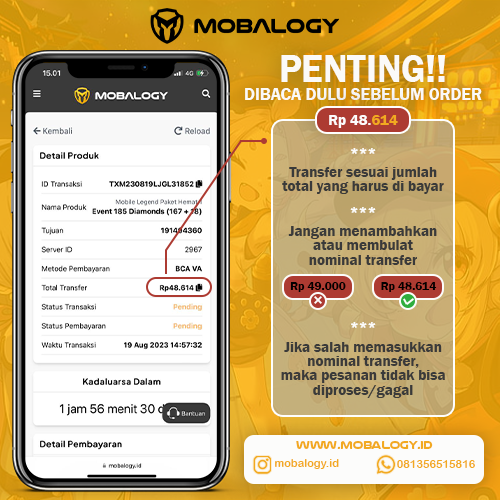 MOBALOGY
PENTING!!
DIBACA DULU SEBELUM ORDER
Rp 48.614
***
Transfer sesuai jumlah
total yang harus di bayar
***
Jangan menambahkan
atau membulat
nominal transfer
Rp 49.000
Rp 48.614
***
Jika salah memasukkan
nominal transfer,
maka pesanan tidak bisa
diproses/gagal
WWW.MOBALOGY.ID
mobalogy.id
081356515816
15.01
4G
MOBALOGY
Kembali
Reload
Detail Produk
ID Transaksi TXM230819LJGL31852
Nama Produk Mobile Legend Paket Hemat
Event 185 Diamonds (167 + 18)
Tujuan
Server ID 2967
Metode Pembayaran BCA VA
Total Transfer Rp48.614
Status Transaksi Pending
Status Pembayaran Pending
Waktu Transaksi 19 Aug 2023 14:57:32
Kadaluarsa Dalam
1 jam 56 menit 30
Bantuan
Detail Pembayaran
mobalogy.id